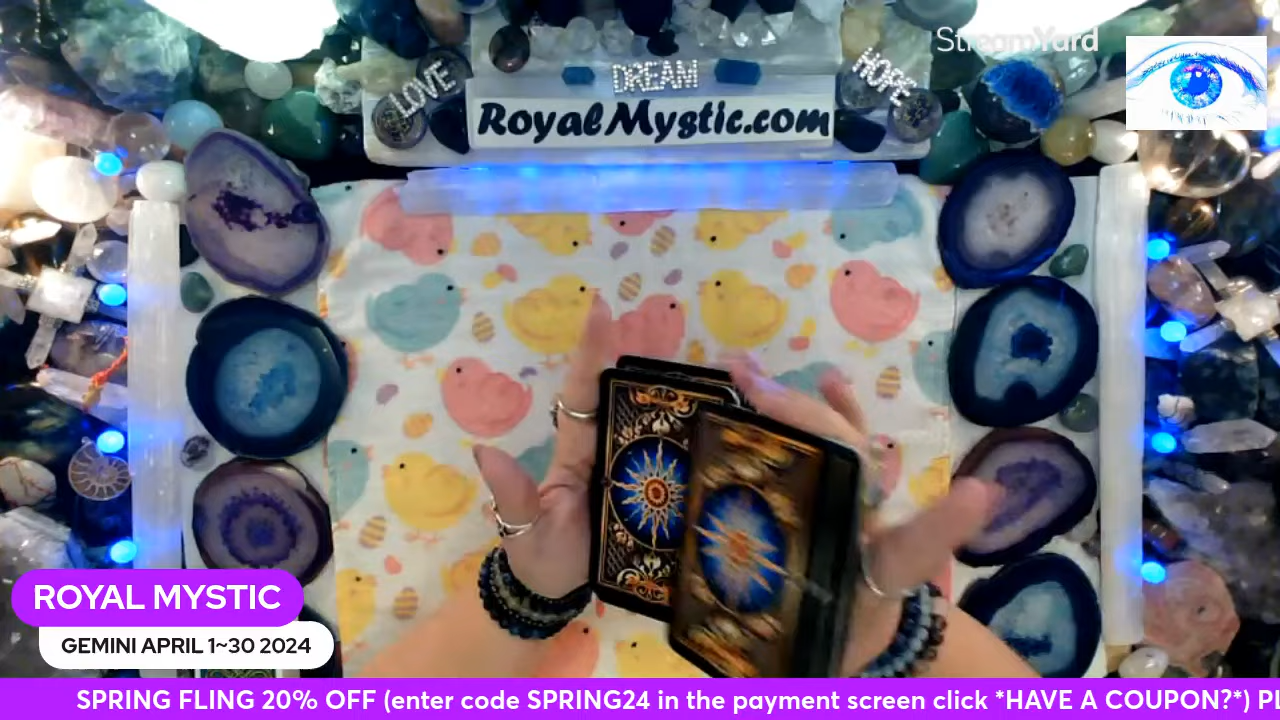 StreamYard
LOVE
DREAM
HOPE
RoyalMystic.com
ROYAL MYSTIC
GEMINI APRIL 1~30 2024
SPRING FLING 20% OFF (enter code SPRING24 in the payment screen click *HAVE A COUPON?*) PL